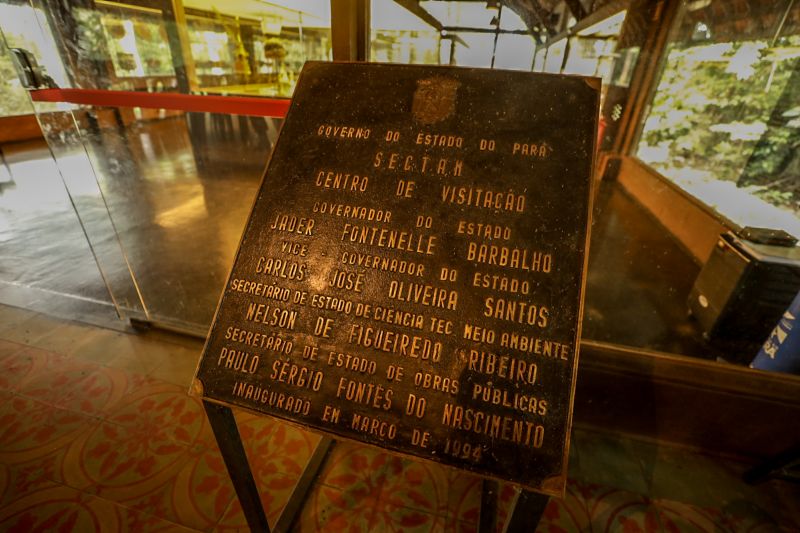 GOVERNO DO ESTADO DO PARÁ
S.E.C.T.A.M
CENTRO DE VISITAÇÃO
GOVERNADOR DO ESTADO
JADER FONTENELLE BARBALHO
VICE - GOVERNADOR DO ESTADO
CARLOS JOSÉ OLIVEIRA SANTOS
SECRETÁRIO DE ESTADO DE CIÊNCIA TEC MEIO AMBIENTE
NELSON DE FIGUEIREDO RIBEIRO
SECRETÁRIO DE ESTADO DE OBRAS PÚBLICAS
PAULO SÉRGIO FONTES DO NASCIMENTO
INAUGURADO EM MARÇO DE 1994